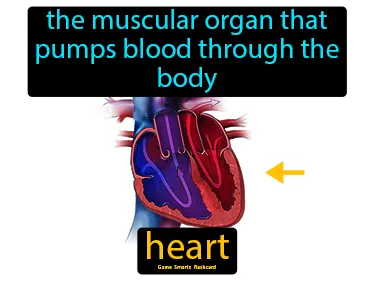 the muscular organ that
pumps blood through the
body
heart
Game Smartz flashcard